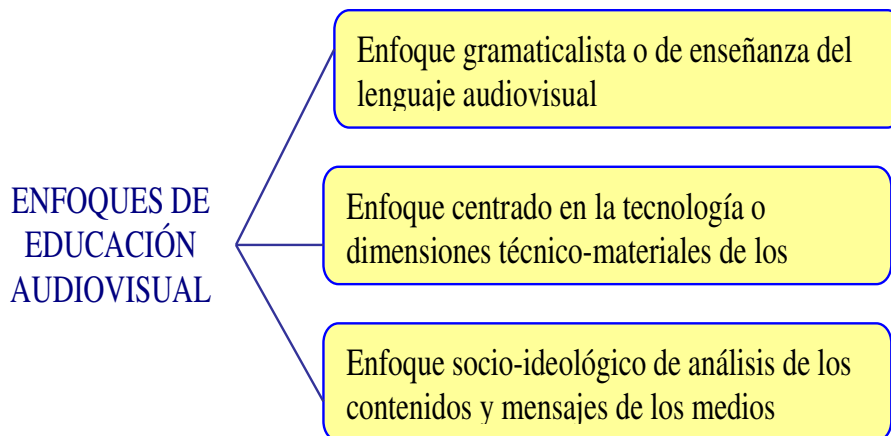 Enfoque gramaticalista o de enseñanza del
lenguaje audiovisual
ENFOQUES DE
EDUCACIÓN
AUDIOVISUAL
Enfoque centrado en la tecnología o
dimensiones técnico-materiales de los
Enfoque socio-ideológico de análisis de los
contenidos y mensajes de los medios